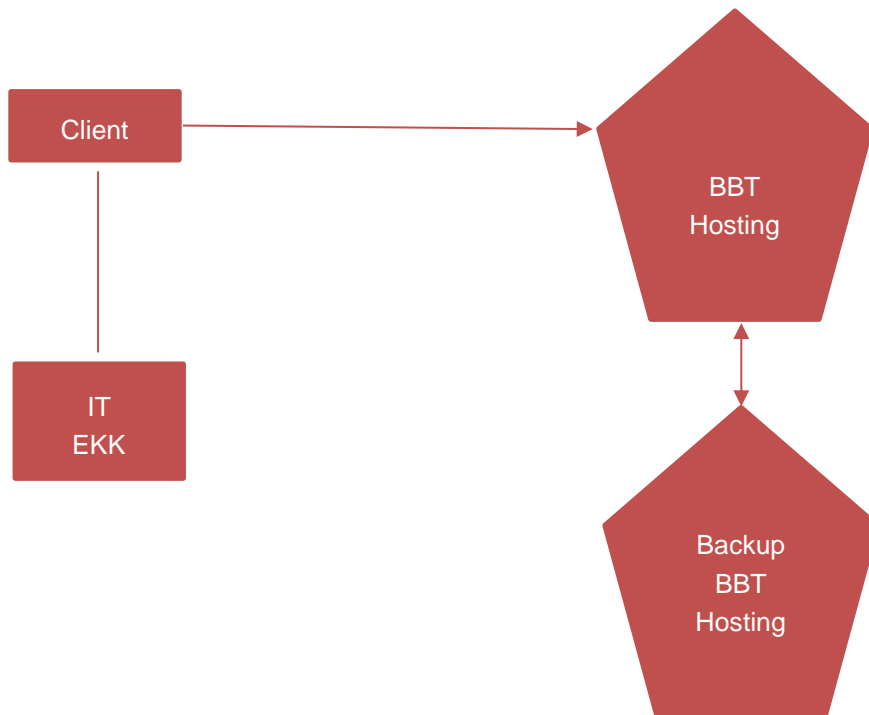 Client
BBT
Hosting
IT
EKK
Backup
BBT
Hosting